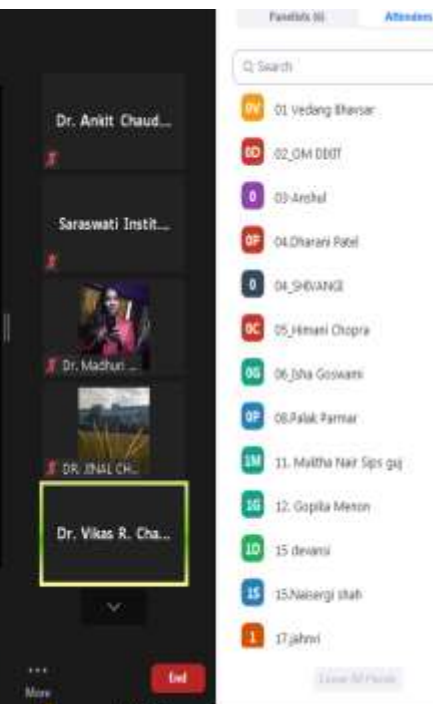 Dr. Ankit Chaud...
Saraswati Instit...
Dr. Madhuri ...
DR. JINAL CH...
Dr. Vikas R. Cha...
More
End
Panelists (6)
Attendees
Search
0V 01 Vedang Bhavsar
0D 02_OM DIXIT
0 03-Anshul
0P 04.Dharani Patel
0 04_SHIVANGI
0C 05_Himani Chopra
0G 06_Isha Goswami
0P 08.Palak Parmar
1M 11. Malitha Nair Sips guj
1G 12. Gopika Menon
1D 15 devansi
1S 15.Naisergi shah
1 17.jahnvi